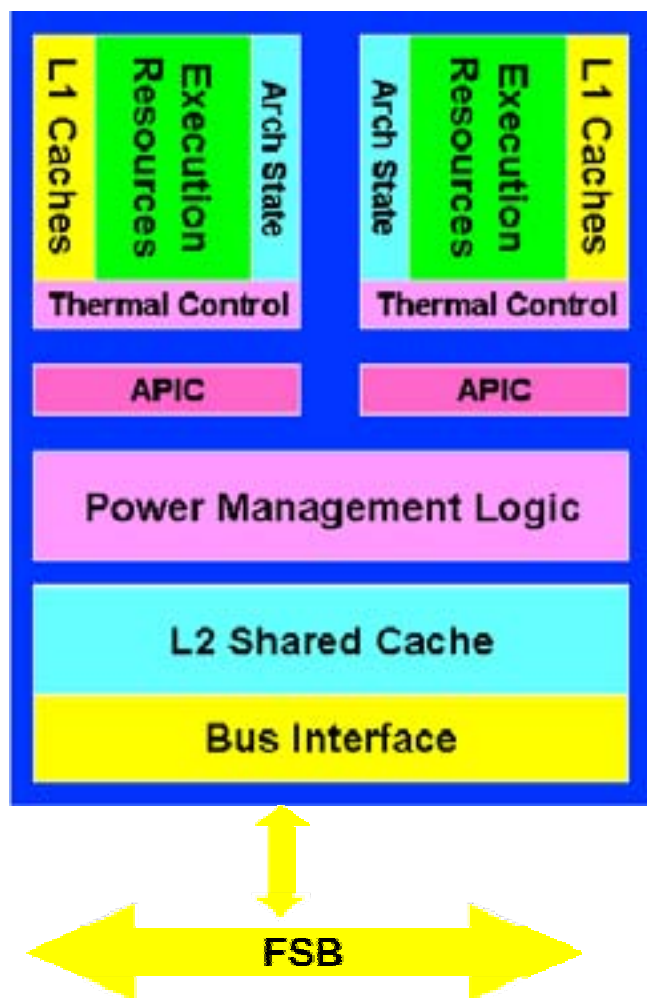 L1 Caches
Execution
Resources
Arch State
Arch State
Execution
Resources
L1 Caches
Thermal Control
Thermal Control
APIC
APIC
Power Management Logic
L2 Shared Cache
Bus Interface
FSB